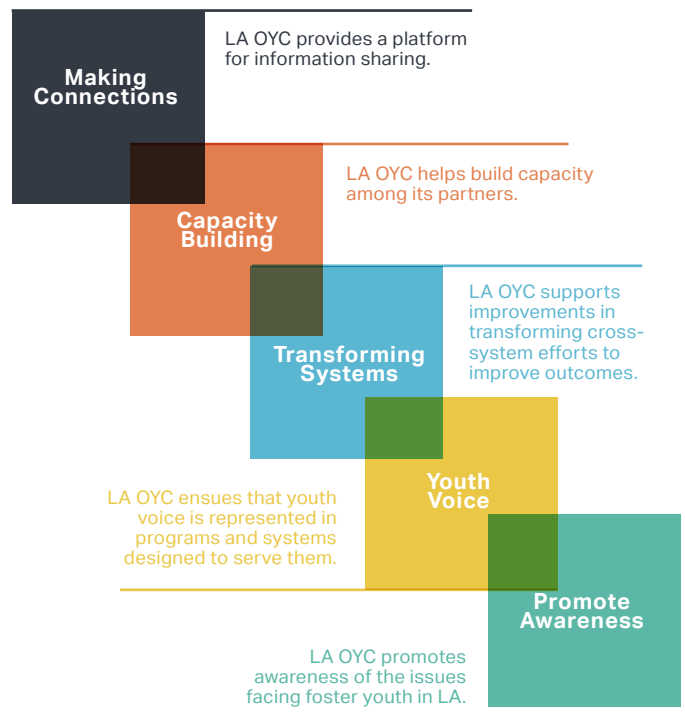 Making
Connections
LA OYC provides a platform
for information sharing.
Capacity
Building
LA OYC helps build capacity
among its partners.
Transforming
Systems
LA OYC supports
improvements in
transforming cross-
system efforts to
improve outcomes.
Youth
Voice
LA OYC ensures that youth
voice is represented in
programs and systems
designed to serve them.
Promote
Awareness
LA OYC promotes
awareness of the issues
facing foster youth in LA.